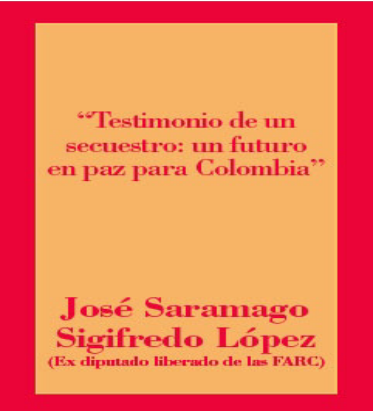 “Testimonio de un
secuestro: un futuro
en paz para Colombia”
José Saramago
Sigifredo López
(Ex diputado liberado de las FARC)